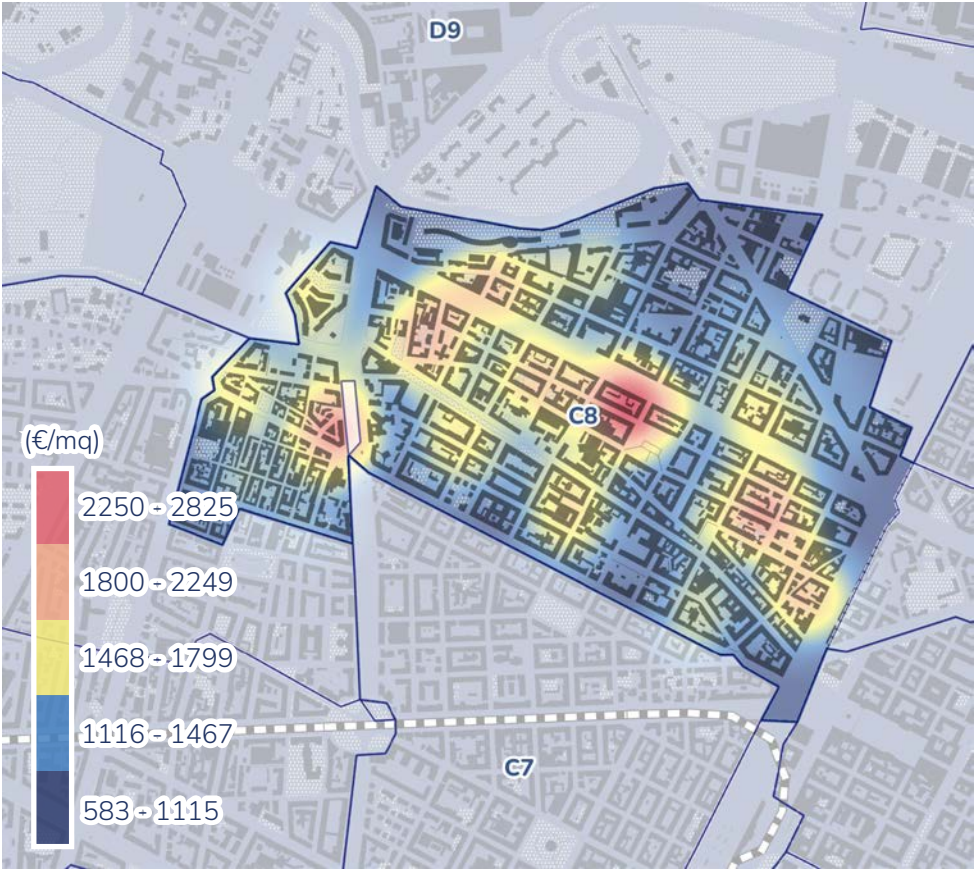 D9
C8
(€/mq)
2250 - 2825
1800 - 2249
1468 - 1799
1116 - 1467
583 - 1115
C7